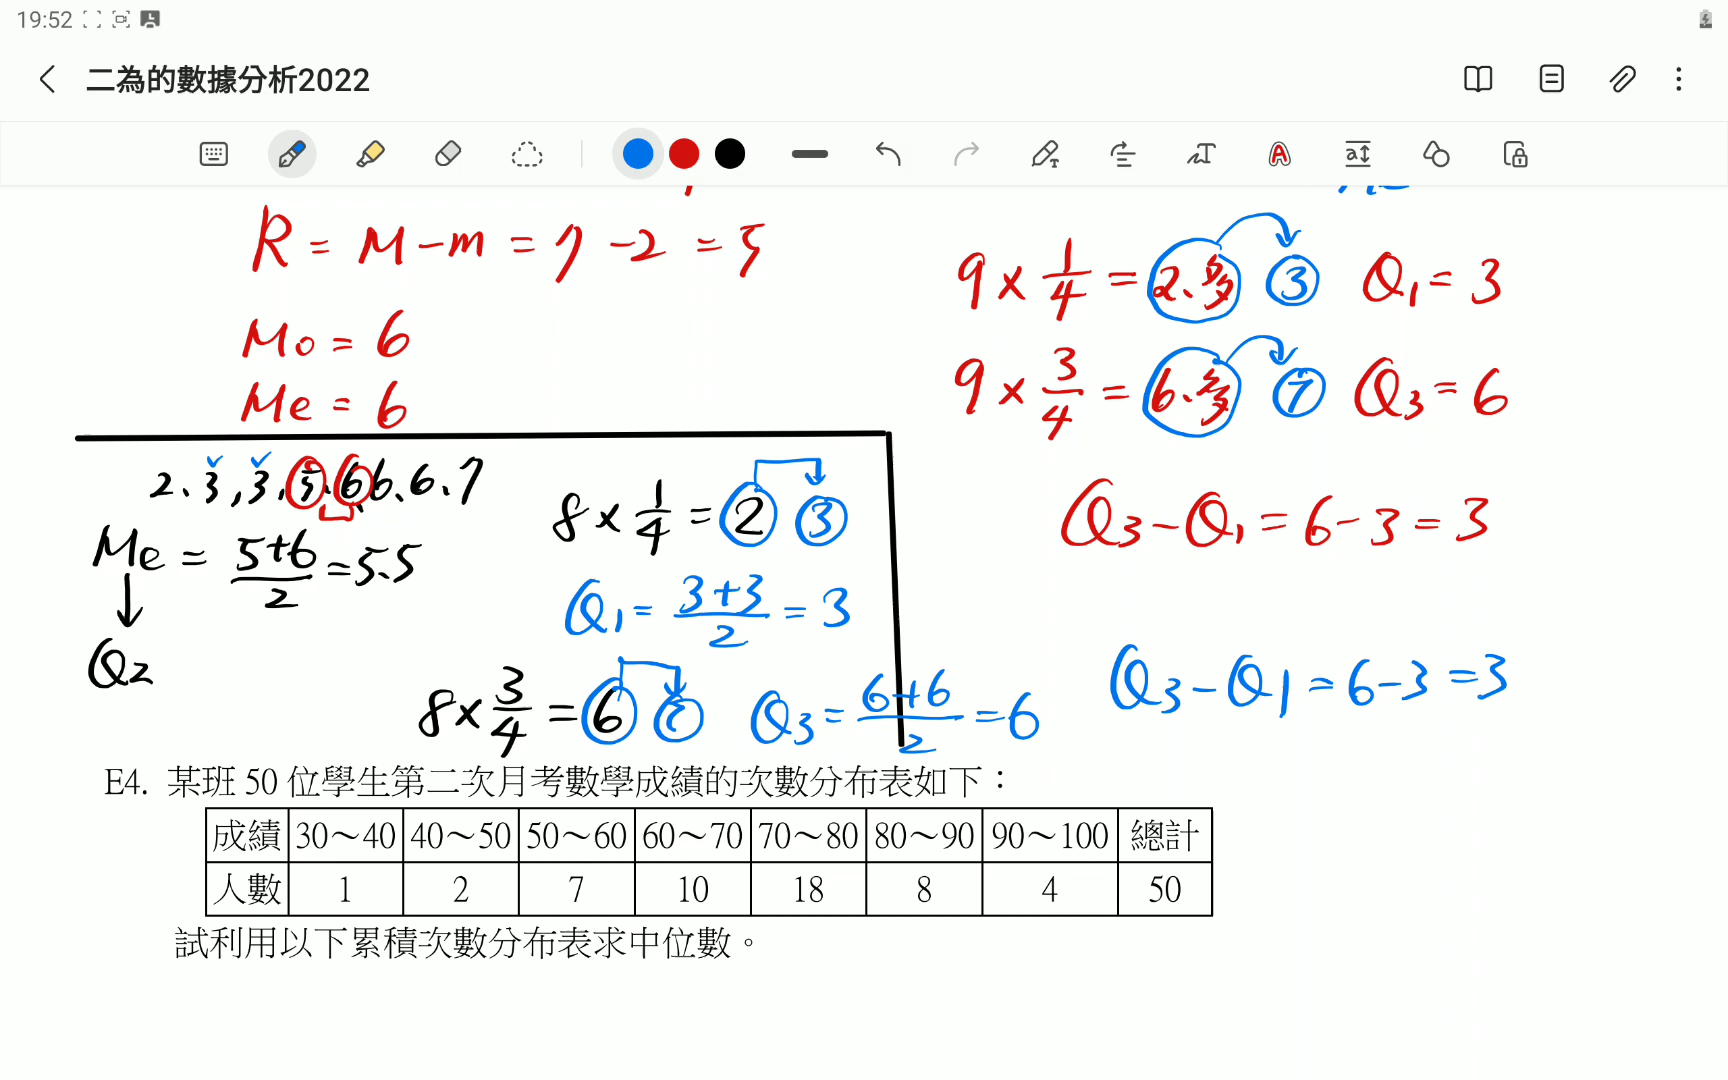 19:52
二為的數據分析2022
R = M - m = 7 - 2 = 5
Mo = 6
Me = 6
9 × 1/4 = 2. ③ Q₁ = 3
9 × 3/4 = 6. ⑦ Q₃ = 6
Q₃ - Q₁ = 6 - 3 = 3
2、3, 3, 5、6、6、6、7
Me = (5+6)/2 = 5.5
↓
Q2
8 × 1/4 = ② ③
Q₁ = (3+3)/2 = 3
8 × 3/4 = ⑥ ⑦ Q₃ = (6+6)/2 = 6
Q₃ - Q₁ = 6 - 3 = 3
E4. 某班 50 位學生第二次月考數學成績的次數分布表如下：
成績 30～40 40～50 50～60 60～70 70～80 80～90 90～100 總計
人數 1 2 7 10 18 8 4 50
試利用以下累積次數分布表求中位數。